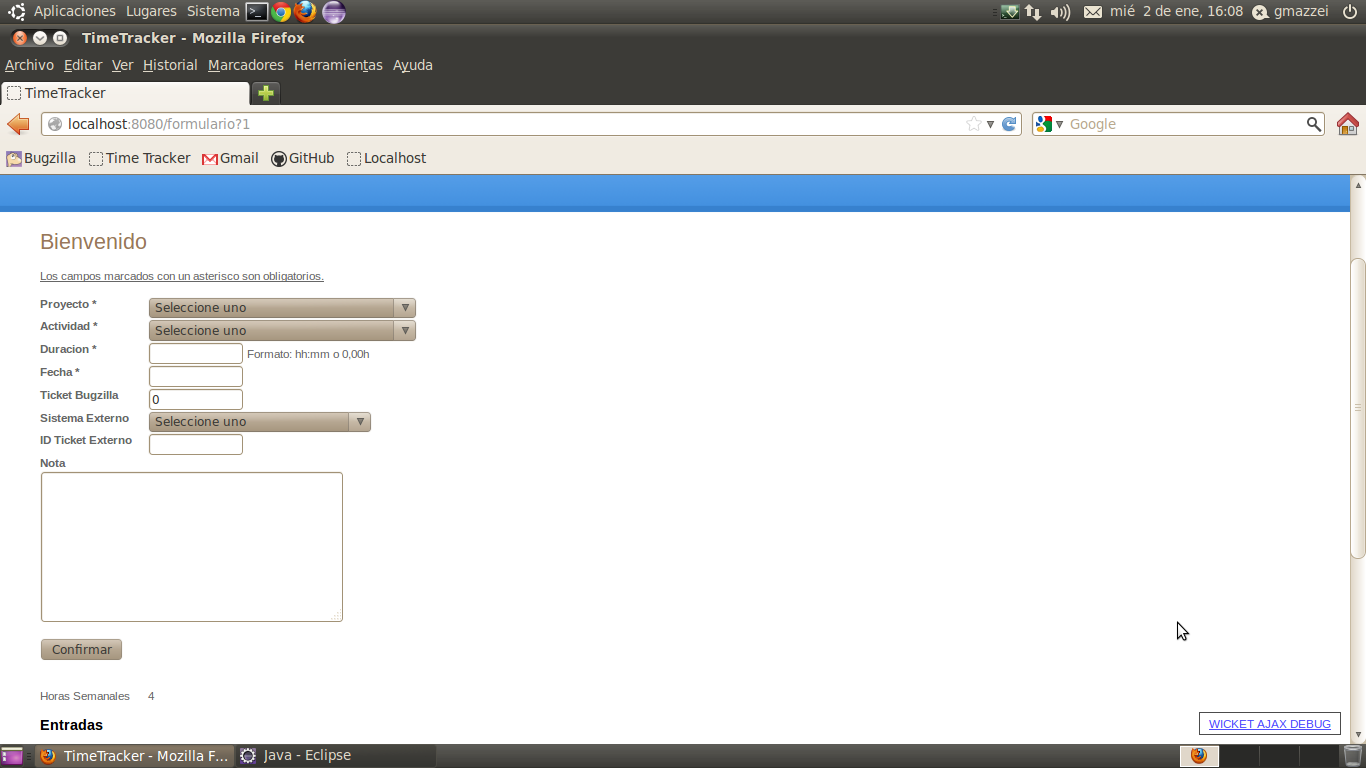 Aplicaciones Lugares Sistema mié 2 de ene, 16:08 gmazzei
TimeTracker - Mozilla Firefox
Archivo Editar Ver Historial Marcadores Herramientas Ayuda
TimeTracker
localhost:8080/formulario?1 Google
Bugzilla Time Tracker Gmail GitHub Localhost
Bienvenido
Los campos marcados con un asterisco son obligatorios.
Proyecto * Seleccione uno
Actividad * Seleccione uno
Duracion * Formato: hh:mm o 0,00h
Fecha *
Ticket Bugzilla 0
Sistema Externo Seleccione uno
ID Ticket Externo
Nota
Confirmar
Horas Semanales 4
Entradas
WICKET AJAX DEBUG
TimeTracker - Mozilla F... Java - Eclipse